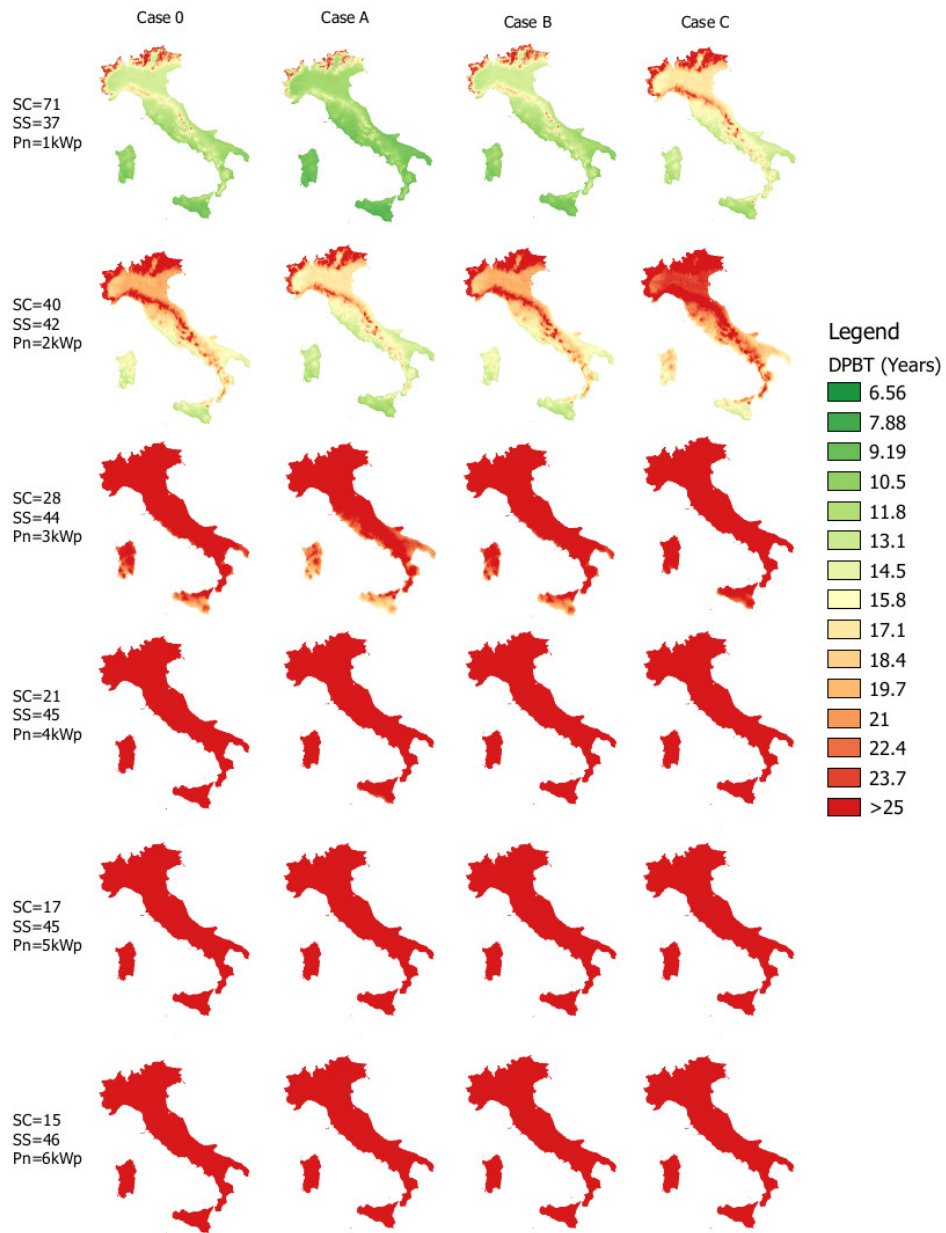 Case 0
Case A
Case B
Case C
SC=71
SS=37
Pn=1kWp
SC=40
SS=42
Pn=2kWp
SC=28
SS=44
Pn=3kWp
SC=21
SS=45
Pn=4kWp
SC=17
SS=45
Pn=5kWp
SC=15
SS=46
Pn=6kWp
Legend
DPBT (Years)
6.56
7.88
9.19
10.5
11.8
13.1
14.5
15.8
17.1
18.4
19.7
21
22.4
23.7
>25